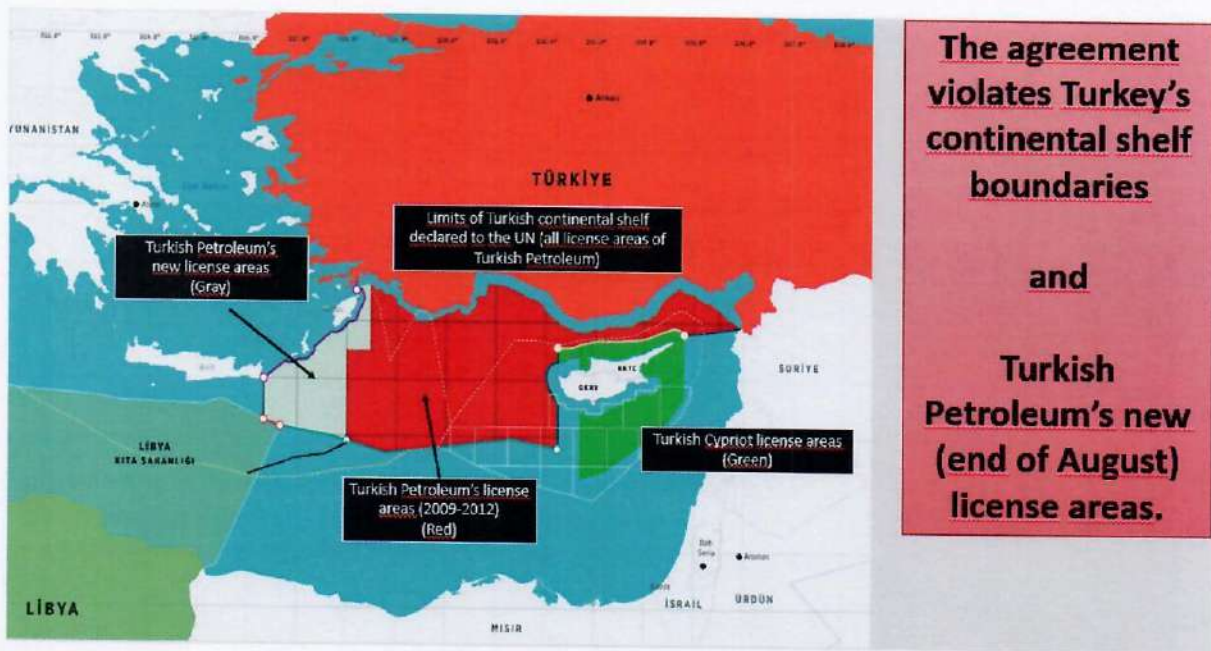 YUNANİSTAN
Ankara
TÜRKİYE
Turkish Petroleum's
new license areas
(Gray)
Limits of Turkish continental shelf
declared to the UN (all license areas of
Turkish Petroleum)
SURİYE
KKTC
GKRY
LİBYA
KITA SAHANLIĞI
Turkish Cypriot license areas
(Green)
Turkish Petroleum's license
areas (2009-2012)
(Red)
LİBYA
MISIR
İSRAİL
ÜRDÜN
The agreement
violates Turkey's
continental shelf
boundaries
and
Turkish
Petroleum's new
(end of August)
license areas.